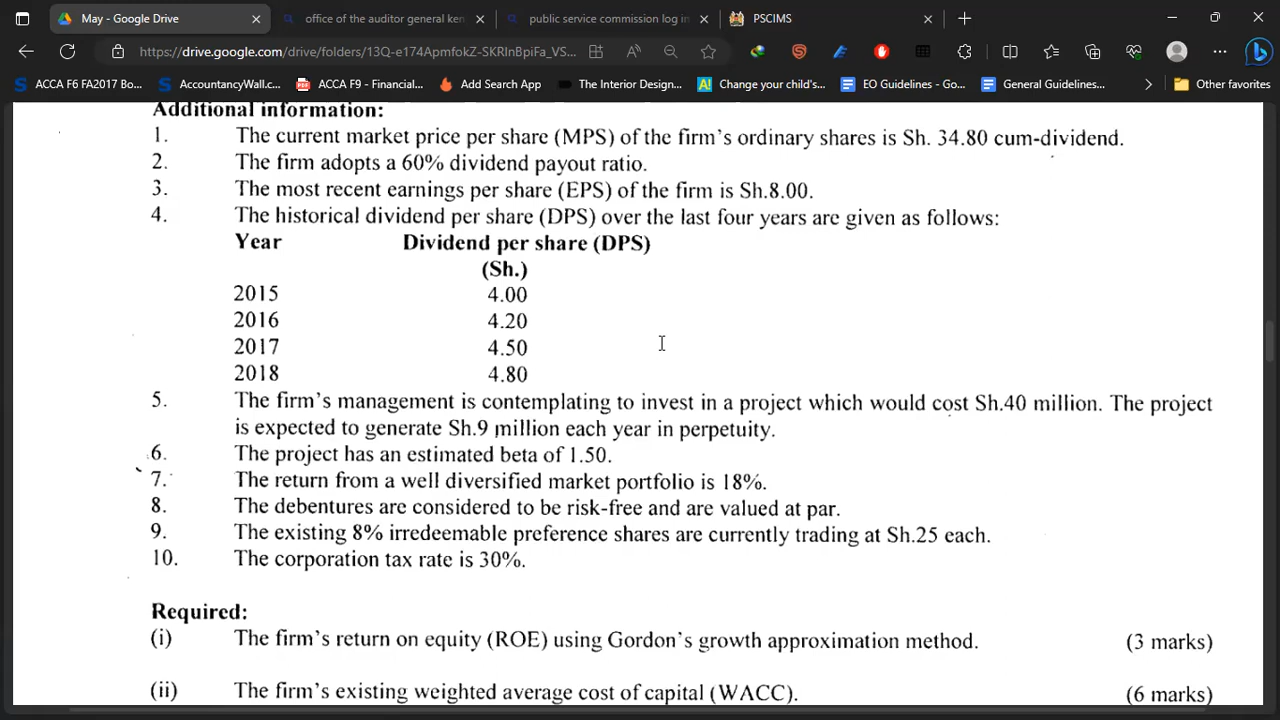 May - Google Drive
office of the auditor general ken
public service commission log in
PSCIMS
https://drive.google.com/drive/folders/13Q-e174ApmfokZ-SKRInBpiFa_VS...
ACCA F6 FA2017 Bo...
AccountancyWall.c...
ACCA F9 - Financial...
Add Search App
The Interior Design...
Change your child's...
EO Guidelines - Go...
General Guidelines...
Other favorites
Additional information:
1. The current market price per share (MPS) of the firm's ordinary shares is Sh. 34.80 cum-dividend.
2. The firm adopts a 60% dividend payout ratio.
3. The most recent earnings per share (EPS) of the firm is Sh.8.00.
4. The historical dividend per share (DPS) over the last four years are given as follows:
Year Dividend per share (DPS)
(Sh.)
2015 4.00
2016 4.20
2017 4.50
2018 4.80
5. The firm's management is contemplating to invest in a project which would cost Sh.40 million. The project
is expected to generate Sh.9 million each year in perpetuity.
6. The project has an estimated beta of 1.50.
7. The return from a well diversified market portfolio is 18%.
8. The debentures are considered to be risk-free and are valued at par.
9. The existing 8% irredeemable preference shares are currently trading at Sh.25 each.
10. The corporation tax rate is 30%.
Required:
(i) The firm's return on equity (ROE) using Gordon's growth approximation method. (3 marks)
(ii) The firm's existing weighted average cost of capital (WACC). (6 marks)